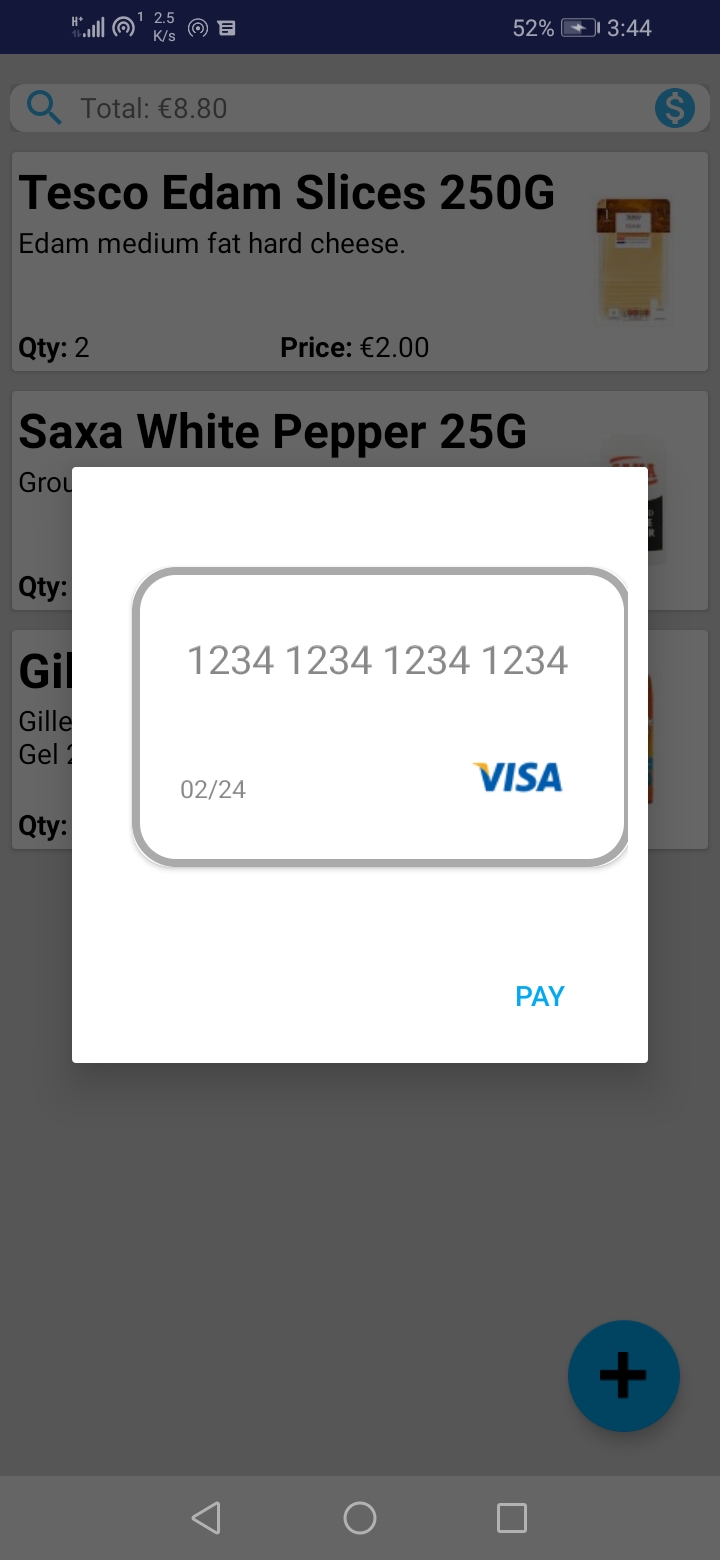 H+ 1 2.5 K/s 52% 3:44
Total: €8.80
$
Tesco Edam Slices 250G
Edam medium fat hard cheese.
Qty: 2 Price: €2.00
Saxa White Pepper 25G
Grou
Qty:
Gil
Gille
Gel 2
Qty:
1234 1234 1234 1234
02/24 VISA
PAY